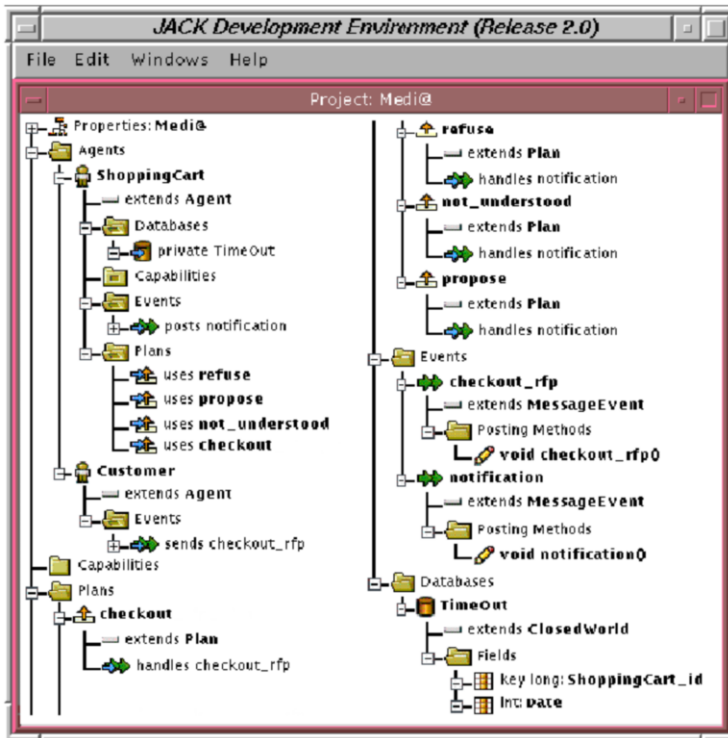 JACK Development Environment (Release 2.0)
File Edit Windows Help
Project: Medi@
Properties: Medi@
Agents
ShoppingCart
extends Agent
Databases
private TimeOut
Capabilities
Events
posts notification
Plans
uses refuse
uses propose
uses not_understood
uses checkout
Customer
extends Agent
Events
sends checkout_rfp
Capabilities
Plans
checkout
extends Plan
handles checkout_rfp
refuse
extends Plan
handles notification
not_understood
extends Plan
handles notification
propose
extends Plan
handles notification
Events
checkout_rfp
extends MessageEvent
Posting Methods
void checkout_rfp()
notification
extends MessageEvent
Posting Methods
void notification()
Databases
TimeOut
extends ClosedWorld
Fields
key long: ShoppingCart_id
int: Date